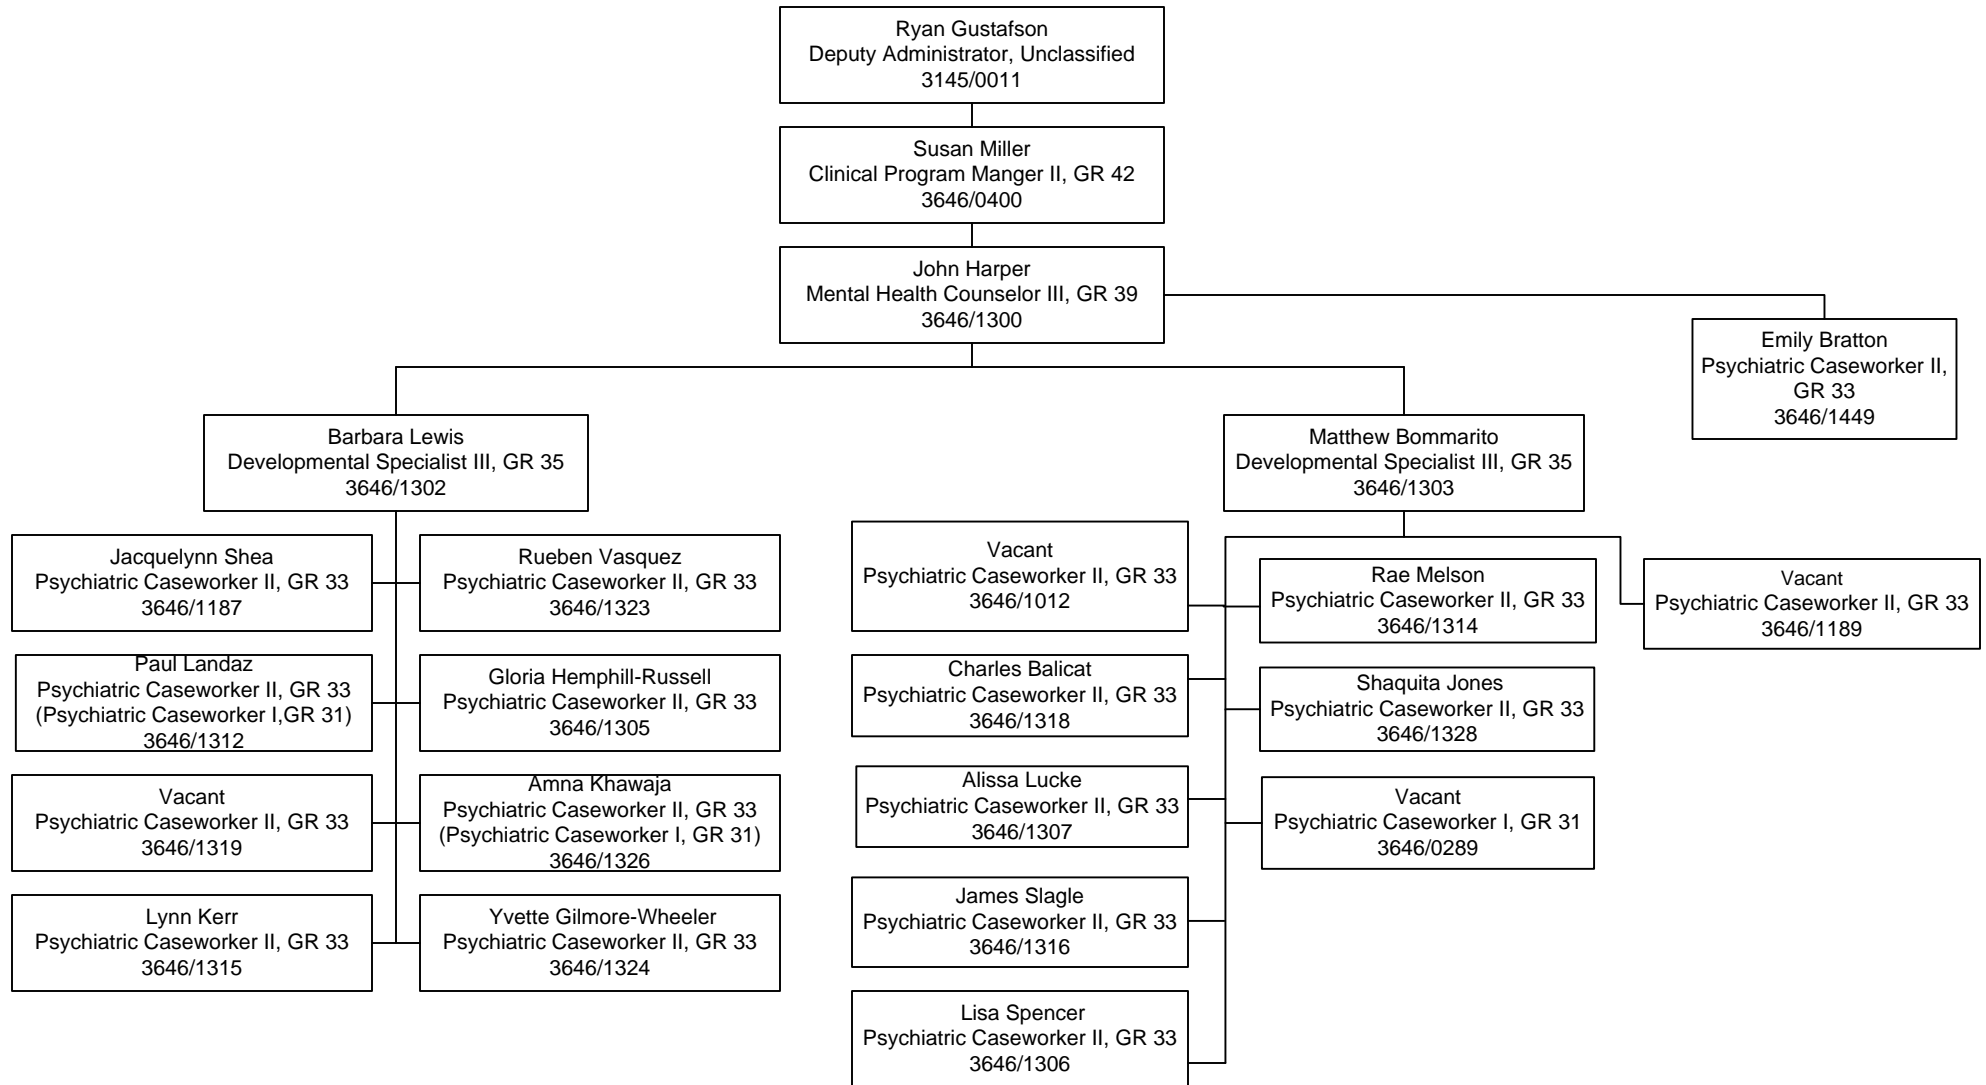 Ryan Gustafson
Deputy Administrator, Unclassified
3145/0011
Susan Miller
Clinical Program Manger II, GR 42
3646/0400
John Harper
Mental Health Counselor III, GR 39
3646/1300
Emily Bratton
Psychiatric Caseworker II,
GR 33
3646/1449
Barbara Lewis
Developmental Specialist III, GR 35
3646/1302
Matthew Bommarito
Developmental Specialist III, GR 35
3646/1303
Jacquelynn Shea
Psychiatric Caseworker II, GR 33
3646/1187
Rueben Vasquez
Psychiatric Caseworker II, GR 33
3646/1323
Paul Landaz
Psychiatric Caseworker II, GR 33
(Psychiatric Caseworker I,GR 31)
3646/1312
Gloria Hemphill-Russell
Psychiatric Caseworker II, GR 33
3646/1305
Vacant
Psychiatric Caseworker II, GR 33
3646/1319
Amna Khawaja
Psychiatric Caseworker II, GR 33
(Psychiatric Caseworker I, GR 31)
3646/1326
Lynn Kerr
Psychiatric Caseworker II, GR 33
3646/1315
Yvette Gilmore-Wheeler
Psychiatric Caseworker II, GR 33
3646/1324
Vacant
Psychiatric Caseworker II, GR 33
3646/1012
Rae Melson
Psychiatric Caseworker II, GR 33
3646/1314
Vacant
Psychiatric Caseworker II, GR 33
3646/1189
Charles Balicat
Psychiatric Caseworker II, GR 33
3646/1318
Shaquita Jones
Psychiatric Caseworker II, GR 33
3646/1328
Alissa Lucke
Psychiatric Caseworker II, GR 33
3646/1307
Vacant
Psychiatric Caseworker I, GR 31
3646/0289
James Slagle
Psychiatric Caseworker II, GR 33
3646/1316
Lisa Spencer
Psychiatric Caseworker II, GR 33
3646/1306